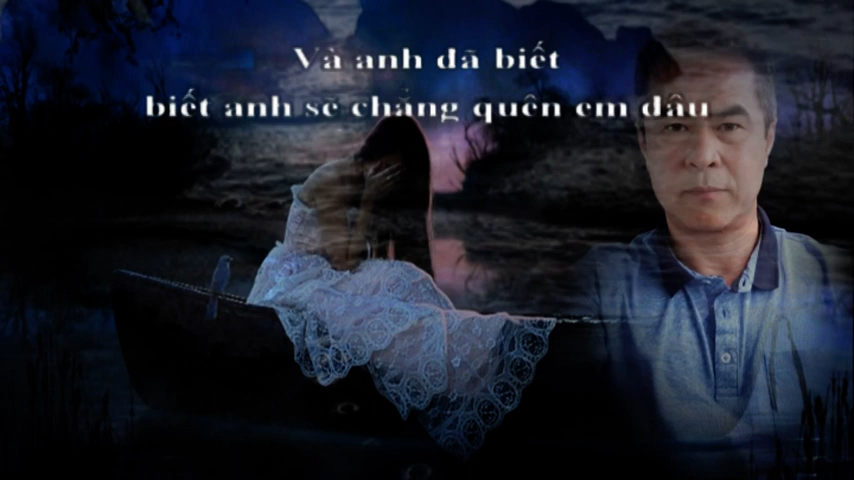 Và anh đã biết
biết anh sẽ chẳng quên em đâu